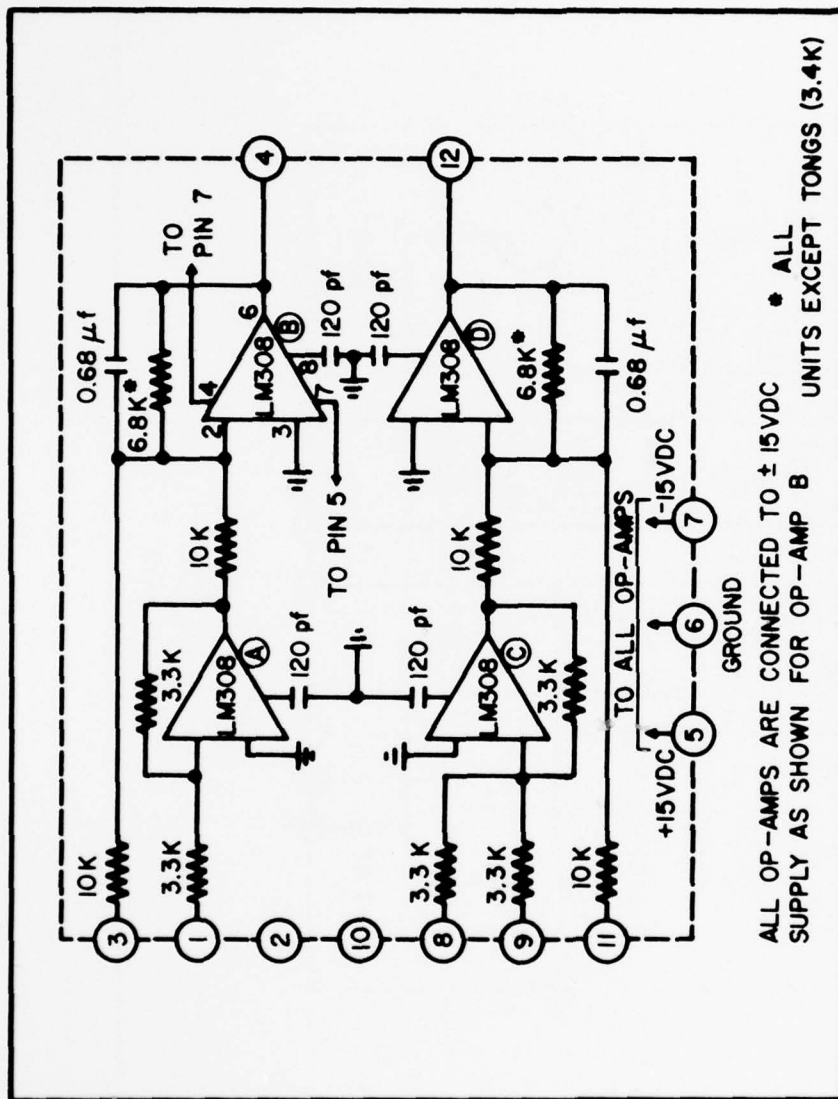 0.68 µf
6.8K*
TO
PIN 7
3
10K
10K
2
4
6
LM308
B
4
3
8
7
120 pf
3.3K
1
3.3K
LM308
A
TO PIN 5
120 pf
120 pf
2
10
120 pf
LM308
D
12
8
3.3K
LM308
C
10K
9
3.3K
3.3K
6.8K*
11
10K
0.68 µf
TO ALL OP-AMPS
+15VDC
-15VDC
5
6
7
GROUND
ALL OP-AMPS ARE CONNECTED TO ± 15VDC
SUPPLY AS SHOWN FOR OP-AMP B
* ALL
UNITS EXCEPT TONGS (3.4K)